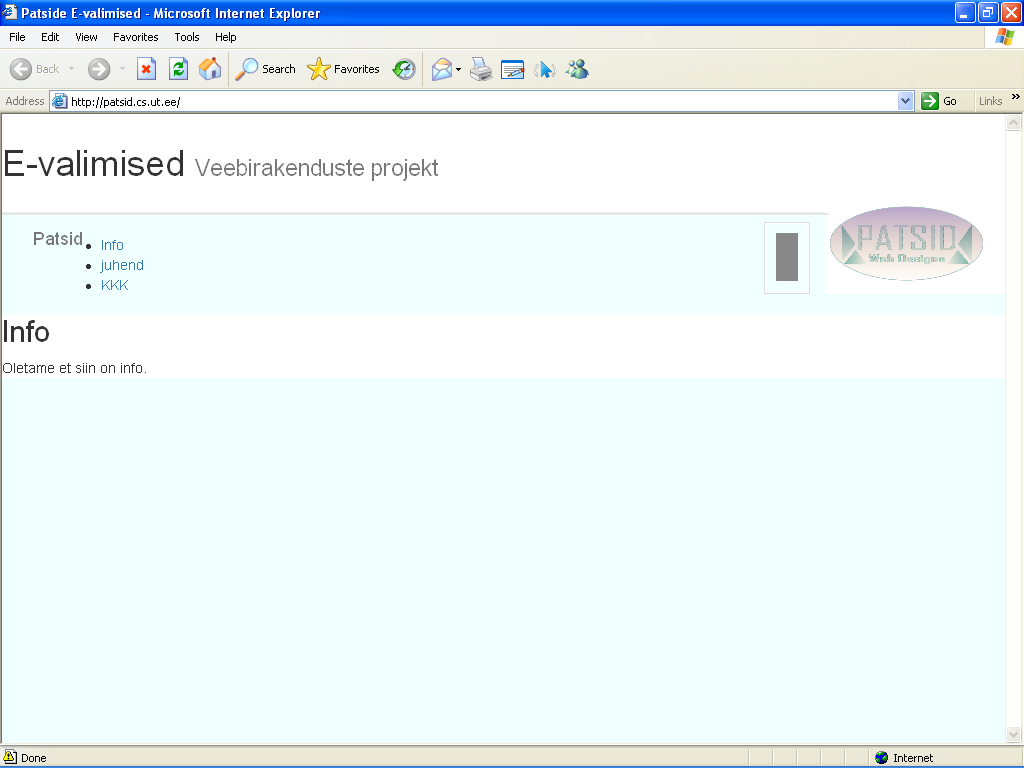 Patside E-valimised - Microsoft Internet Explorer
File Edit View Favorites Tools Help
Back Search Favorites
Address http://patsid.cs.ut.ee/ Go Links »
E-valimised Veebirakenduste projekt
PATSID
Web Designs
Patsid
Info
juhend
KKK
Info
Oletame et siin on info.
Done Internet